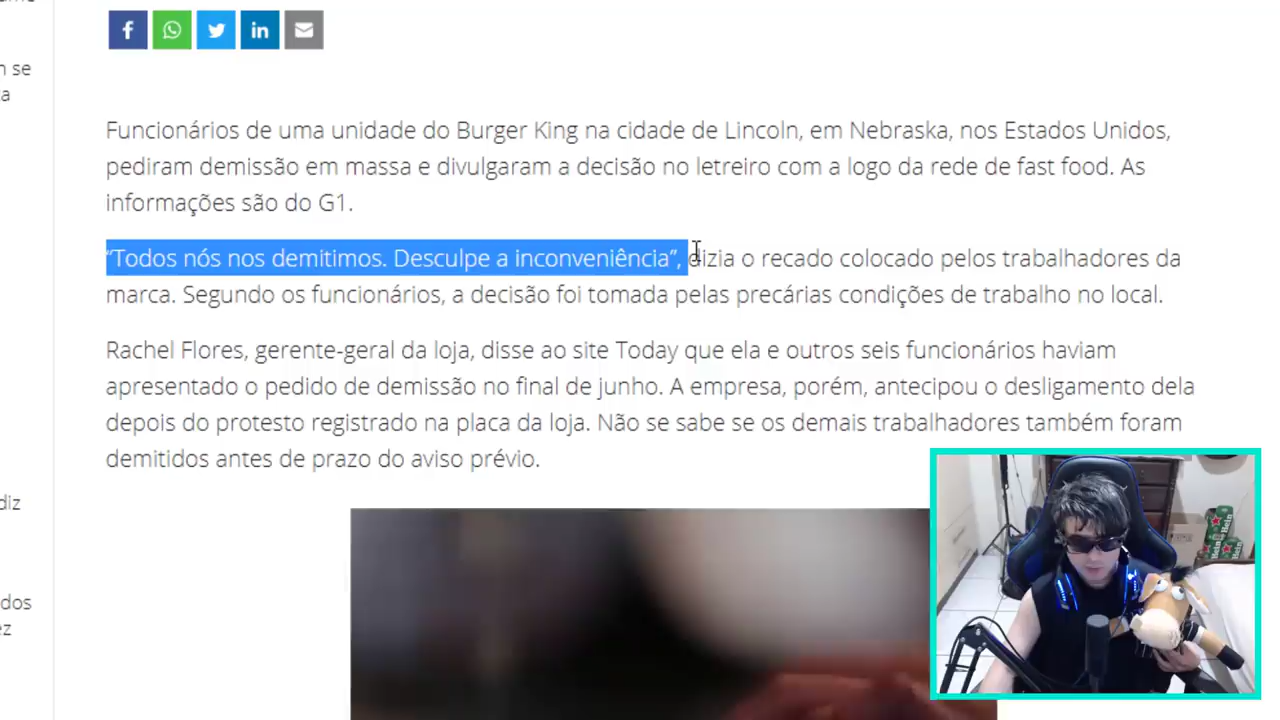 n se
a
Funcionários de uma unidade do Burger King na cidade de Lincoln, em Nebraska, nos Estados Unidos,
pediram demissão em massa e divulgaram a decisão no letreiro com a logo da rede de fast food. As
informações são do G1.
“Todos nós nos demitimos. Desculpe a inconveniência”, dizia o recado colocado pelos trabalhadores da
marca. Segundo os funcionários, a decisão foi tomada pelas precárias condições de trabalho no local.
Rachel Flores, gerente-geral da loja, disse ao site Today que ela e outros seis funcionários haviam
apresentado o pedido de demissão no final de junho. A empresa, porém, antecipou o desligamento dela
depois do protesto registrado na placa da loja. Não se sabe se os demais trabalhadores também foram
demitidos antes de prazo do aviso prévio.
diz
dos
ez